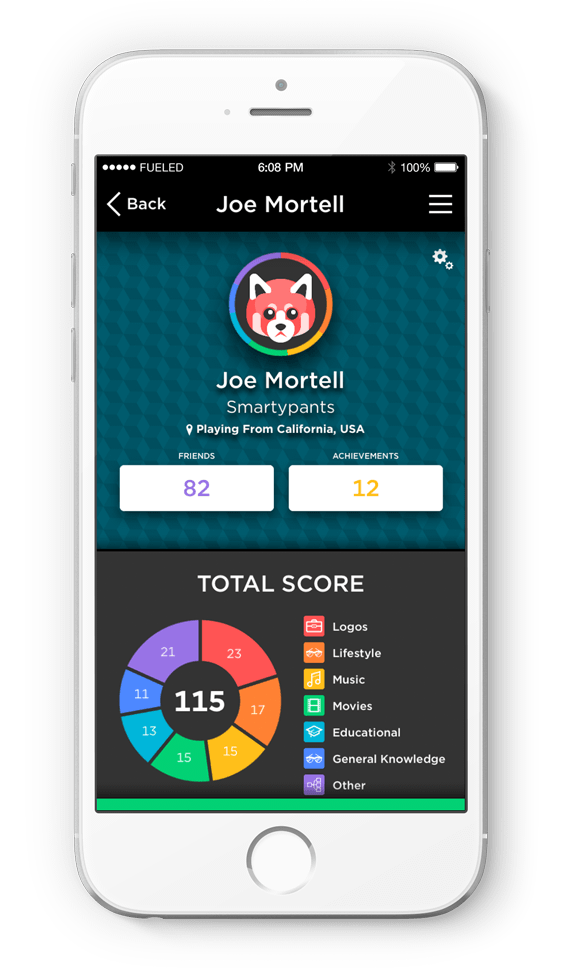 FUELED 6:08 PM 100%
Back Joe Mortell
Joe Mortell
Smartypants
Playing From California, USA
FRIENDS ACHIEVEMENTS
82 12
TOTAL SCORE
21 23
11 115 17
13 15
15
Logos
Lifestyle
Music
Movies
Educational
General Knowledge
Other